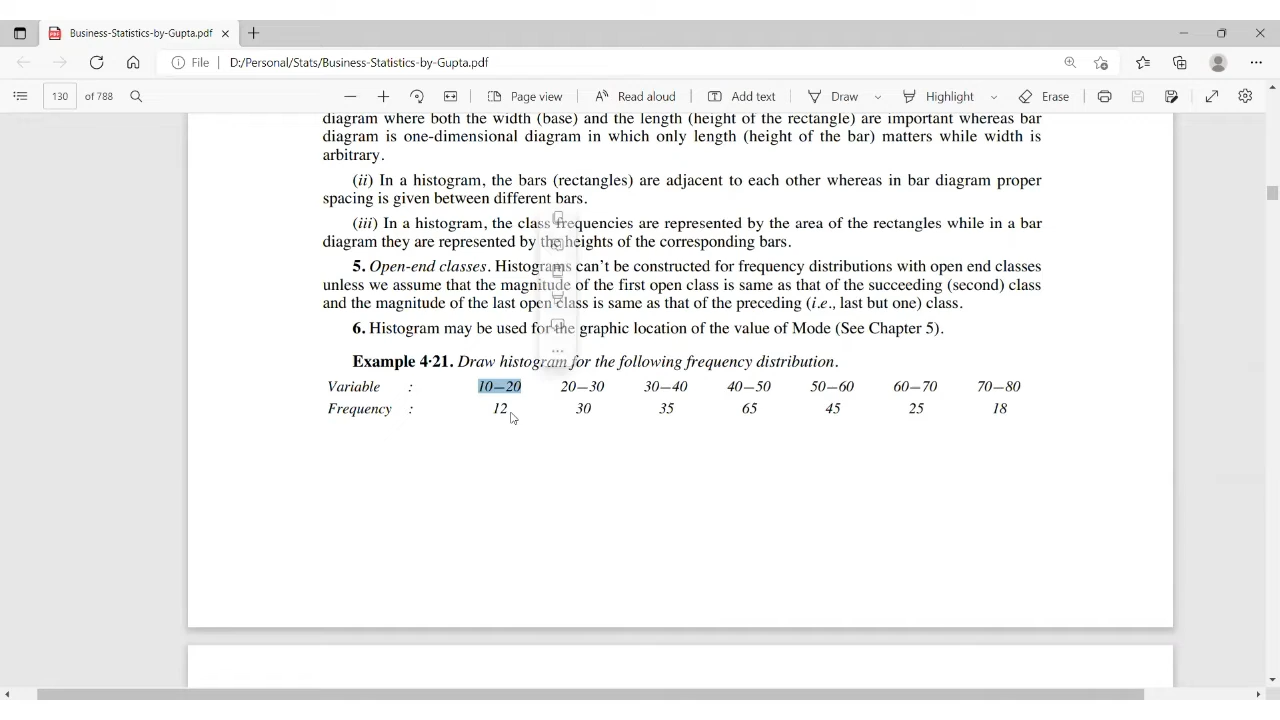 Business-Statistics-by-Gupta.pdf
File | D:/Personal/Stats/Business-Statistics-by-Gupta.pdf
130 of 788 Page view Read aloud Add text Draw Highlight Erase
diagram where both the width (base) and the length (height of the rectangle) are important whereas bar
diagram is one-dimensional diagram in which only length (height of the bar) matters while width is
arbitrary.
(ii) In a histogram, the bars (rectangles) are adjacent to each other whereas in bar diagram proper
spacing is given between different bars.
(iii) In a histogram, the class frequencies are represented by the area of the rectangles while in a bar
diagram they are represented by the heights of the corresponding bars.
5. Open-end classes. Histograms can't be constructed for frequency distributions with open end classes
unless we assume that the magnitude of the first open class is same as that of the succeeding (second) class
and the magnitude of the last open class is same as that of the preceding (i.e., last but one) class.
6. Histogram may be used for the graphic location of the value of Mode (See Chapter 5).
Example 4·21. Draw histogram for the following frequency distribution.
Variable : 10—20 20—30 30—40 40—50 50—60 60—70 70—80
Frequency : 12 30 35 65 45 25 18